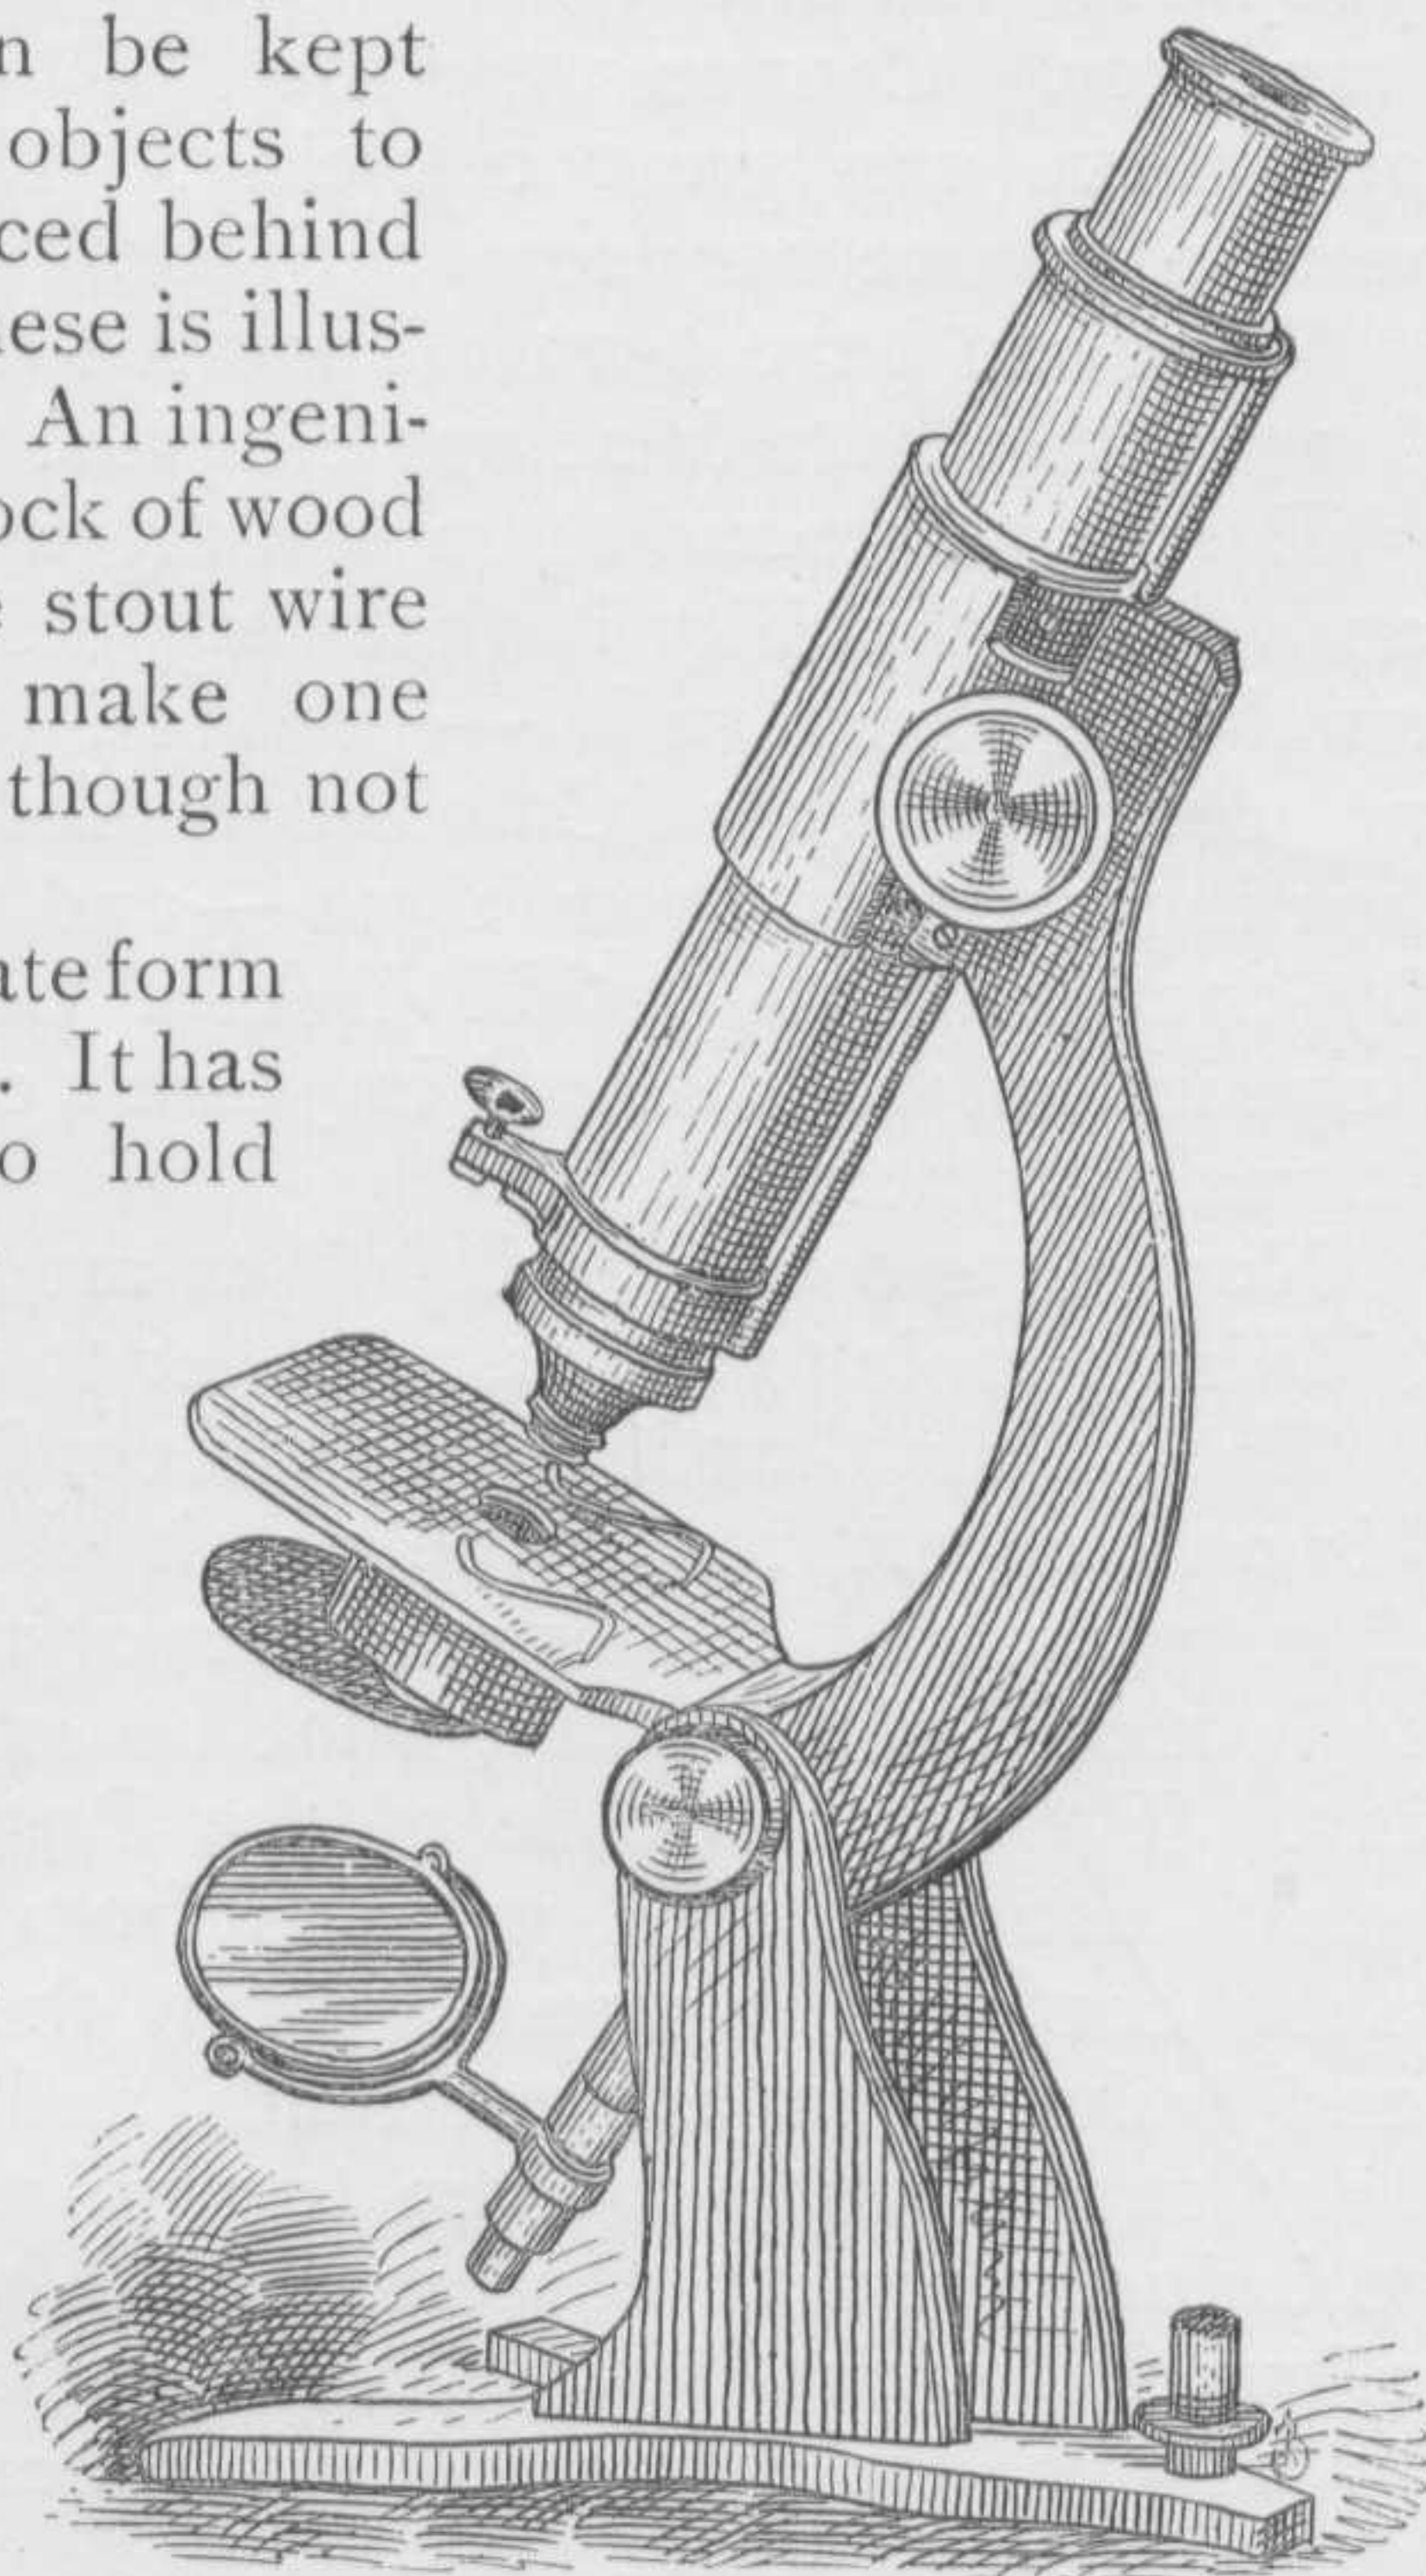 n be kept
objects to
ced behind
ese is illus-
An ingeni-
ock of wood
stout wire
make one
though not
ate form
. It has
o hold